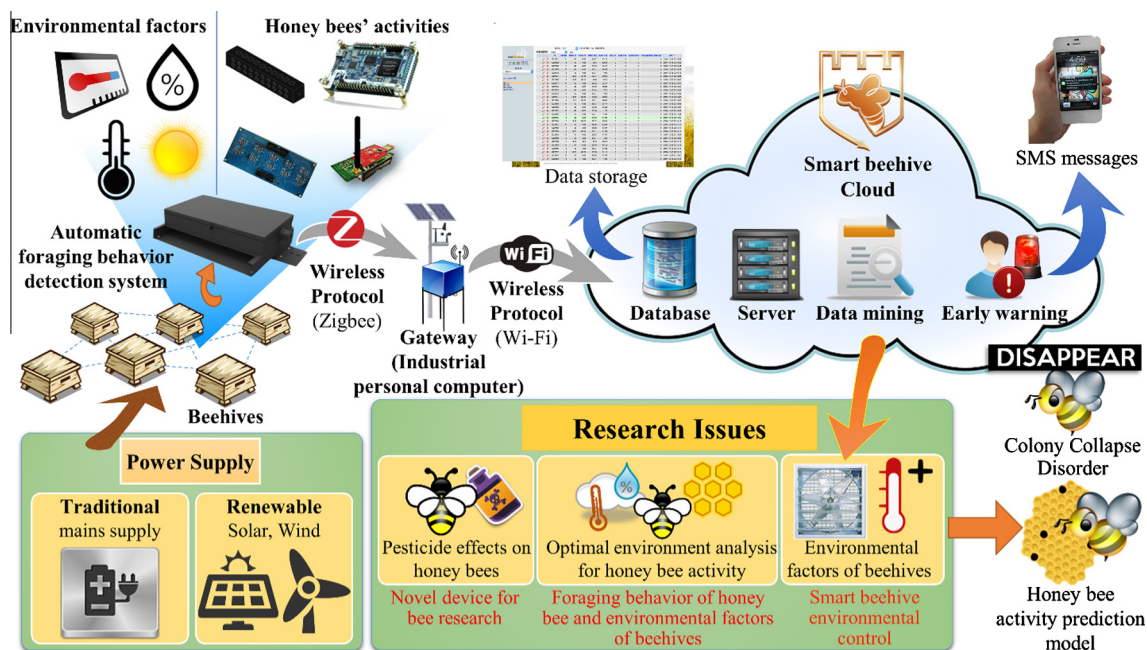 Environmental factors
Honey bees' activities
%
Automatic
foraging behavior
detection system
Wireless
Protocol
(Zigbee)
Z
Gateway
(Industrial
personal computer)
Wi Fi
Wireless
Protocol
(Wi-Fi)
Beehives
Data storage
Smart beehive
Cloud
Database
Server
Data mining
Early warning
4:50
SMS messages
Power Supply
Traditional
mains supply
Renewable
Solar, Wind
Research Issues
Pesticide effects on
honey bees
Novel device for
bee research
%
Optimal environment analysis
for honey bee activity
Foraging behavior of honey
bee and environmental factors
of beehives
Environmental
factors of beehives
Smart beehive
environmental
control
DISAPPEAR
Colony Collapse
Disorder
Honey bee
activity prediction
model